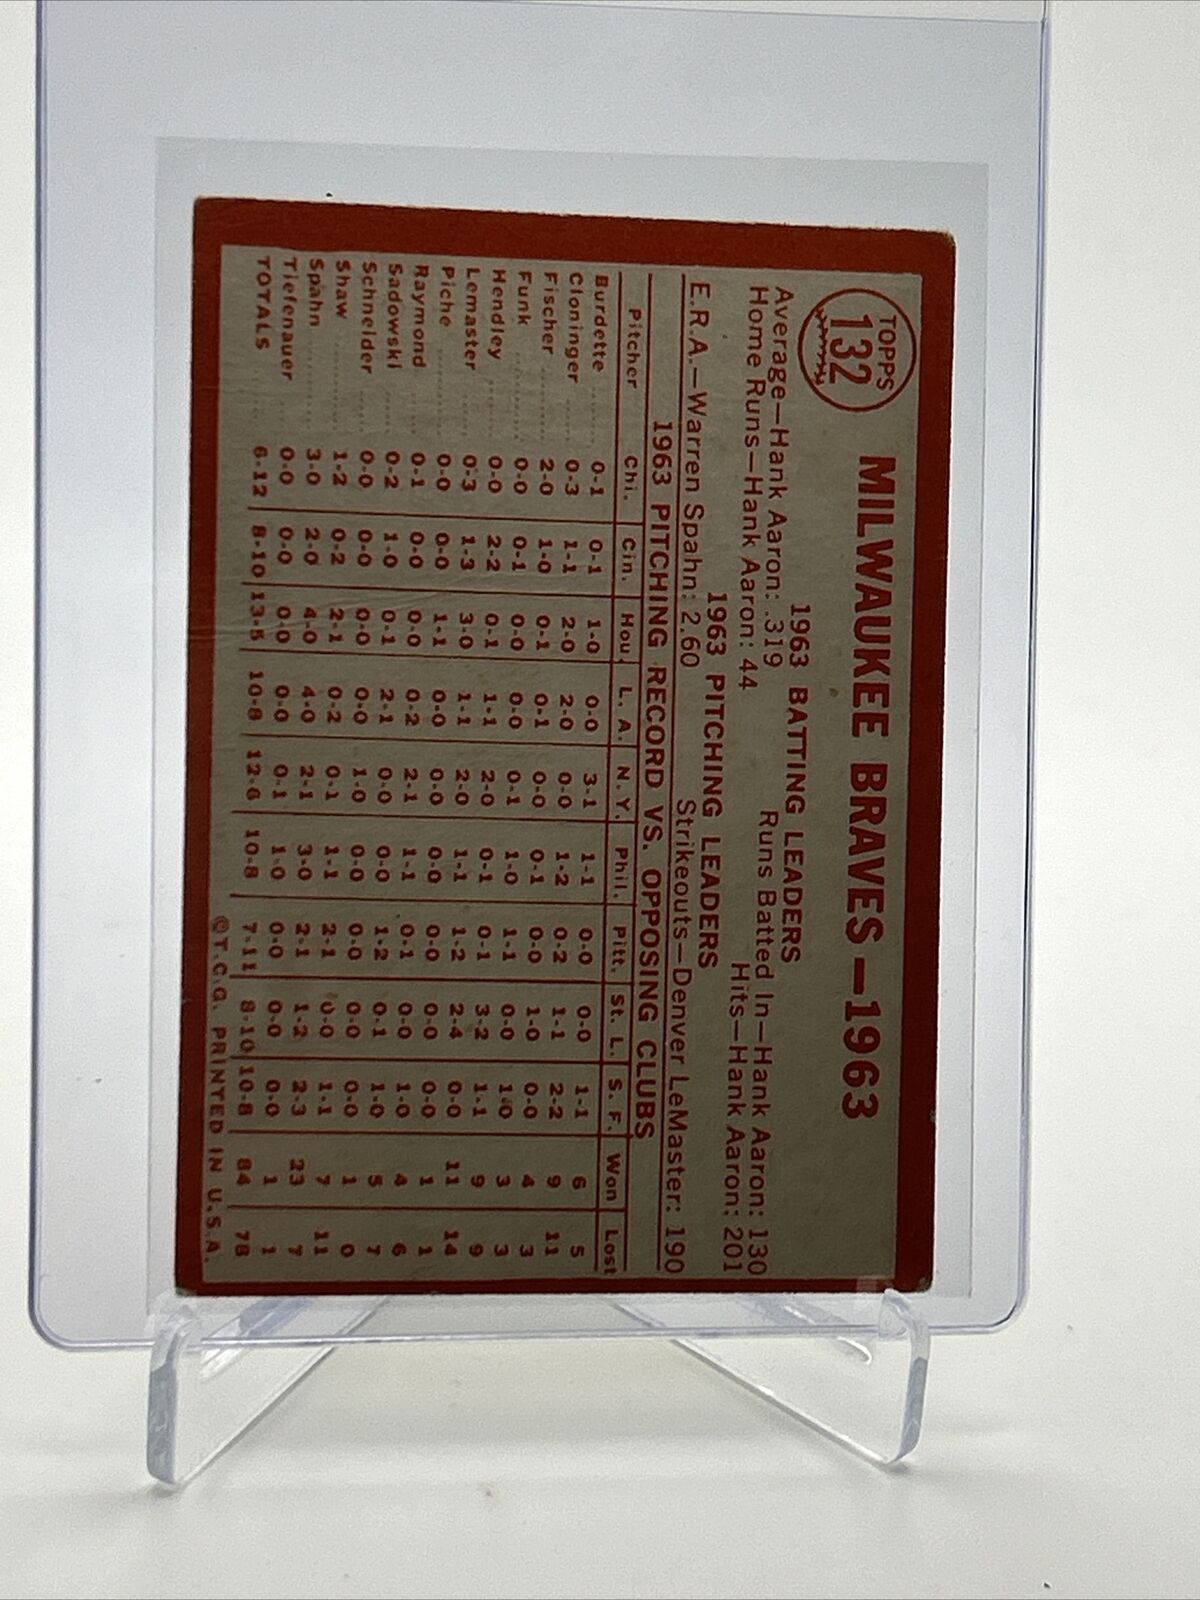 TOPPS
132
MILWAUKEE BRAVES—1963
1963 BATTING LEADERS
Average—Hank Aaron: .319 Runs Batted In—Hank Aaron: 130
Home Runs—Hank Aaron: 44 Hits—Hank Aaron: 201
1963 PITCHING LEADERS
E.R.A.—Warren Spahn: 2.60 Strikeouts—Denver LeMaster: 190
1963 PITCHING RECORD VS. OPPOSING CLUBS
Pitcher Chi. Cin. Hou. L. A. N. Y. Phil. Pitt. St. L. S. F. Won Lost
Burdette 0-1 0-1 1-0 0-0 3-1 1-1 0-0 0-0 1-1 6 5
Cloninger 0-3 1-1 2-0 2-0 0-0 1-2 0-2 1-1 2-2 9 11
Fischer 2-0 1-0 0-1 0-1 0-0 0-1 0-0 1-0 0-0 4 3
Funk 0-0 0-1 0-0 0-0 0-1 1-0 1-1 0-0 1-0 3 3
Hendley 0-0 2-2 0-1 1-1 2-0 0-1 0-1 3-2 1-1 9 9
Lemaster 0-3 1-3 3-0 1-1 2-0 1-1 1-2 2-4 0-0 11 14
Piche 0-0 0-0 1-1 0-0 0-0 0-0 0-0 0-0 0-0 1 1
Raymond 0-1 0-0 0-0 0-2 2-1 1-1 0-1 0-0 1-0 4 6
Sadowski 0-2 1-0 0-1 2-1 0-0 0-0 1-2 0-1 1-0 5 7
Schneider 0-0 0-0 0-0 0-0 1-0 0-0 0-0 0-0 0-0 1 0
Shaw 1-2 0-2 2-1 0-2 0-1 1-1 2-1 0-0 1-1 7 11
Spahn 3-0 2-0 4-0 4-0 2-1 3-0 2-1 1-2 2-3 23 7
Tiefenauer 0-0 0-0 0-0 0-0 0-1 1-0 0-0 0-0 0-0 1 1
TOTALS 6-12 8-10 13-5 10-8 12-6 10-8 7-11 8-10 10-8 84 78
©T.C.G. PRINTED IN U.S.A.